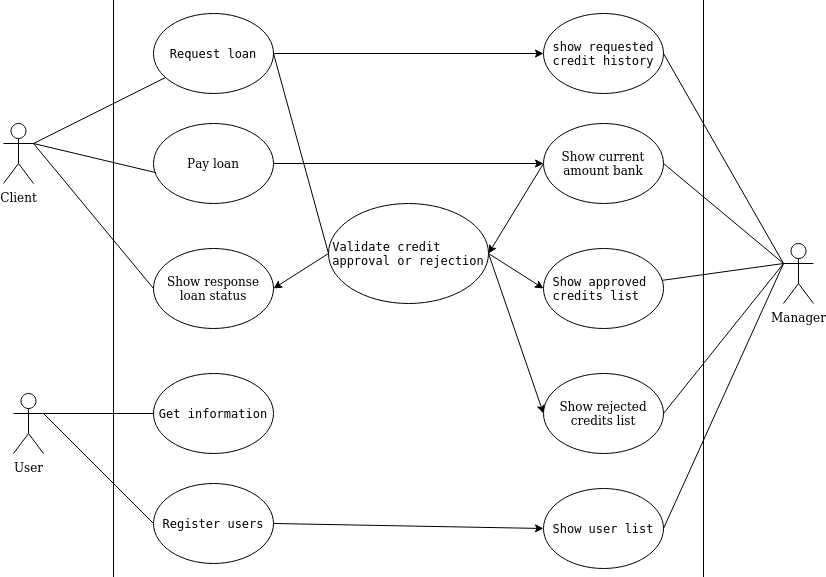 Request loan
show requested
credit history
Client
Pay loan
Show current
amount bank
Validate credit
approval or rejection
Show response
loan status
Show approved
credits list
Manager
Get information
Show rejected
credits list
User
Register users
Show user list